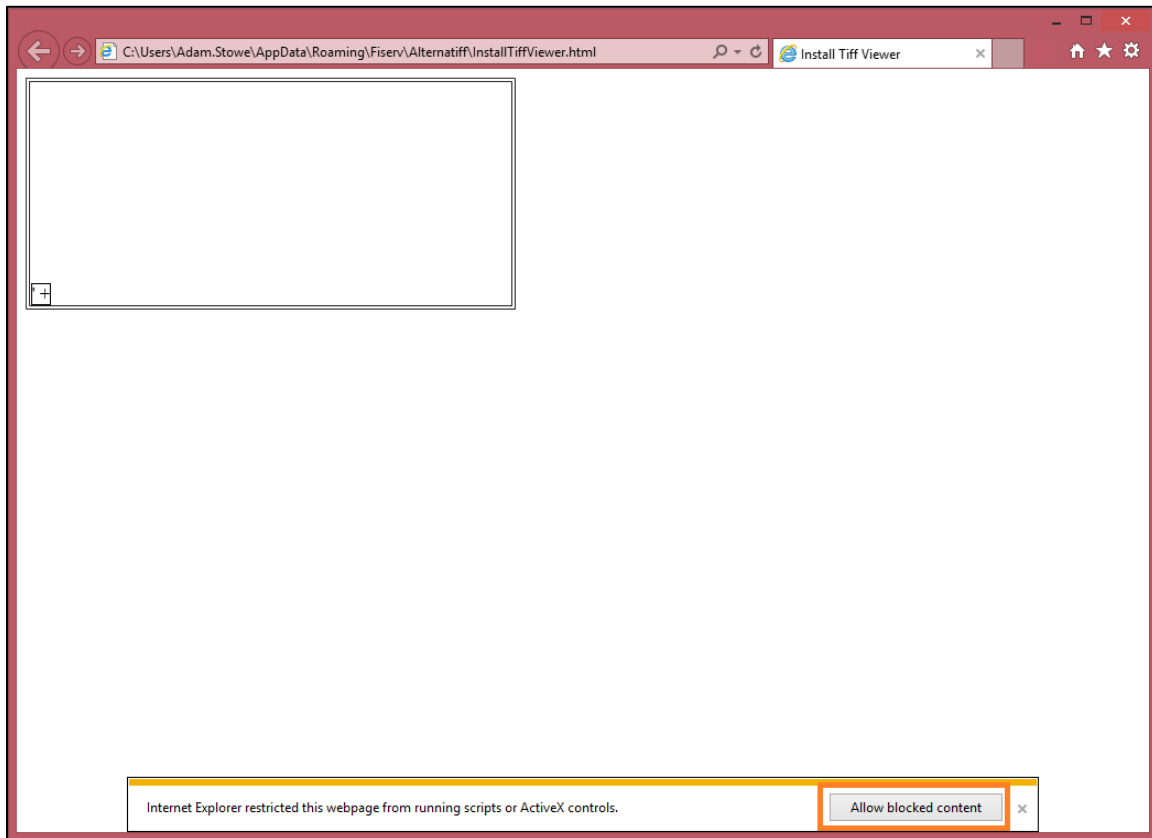 C:\Users\Adam.Stowe\AppData\Roaming\Fiserv\Alternatiff\InstallTiffViewer.html
Install Tiff Viewer
' +
Internet Explorer restricted this webpage from running scripts or ActiveX controls.
Allow blocked content